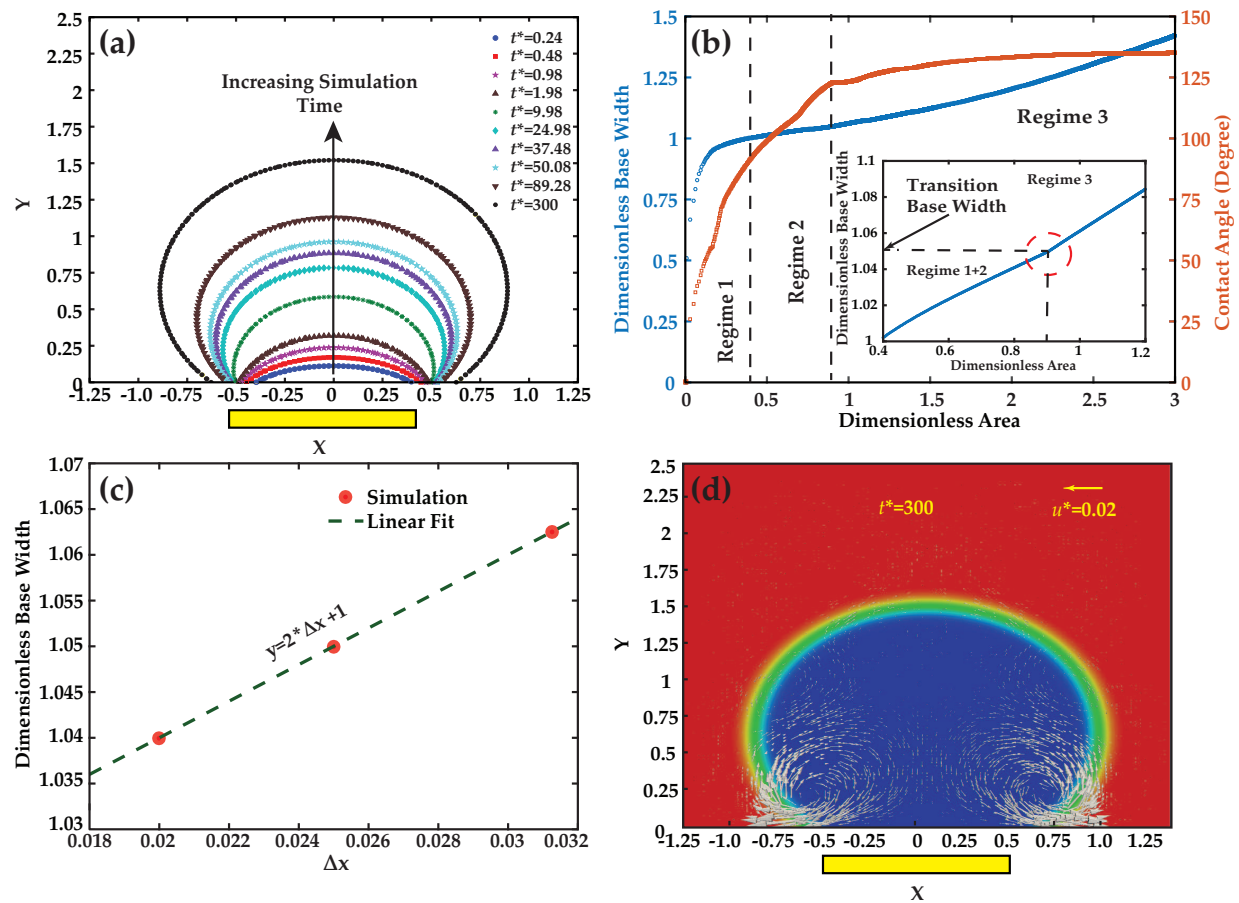 (a)
2.5
2.25
2.0
1.75
1.5
1.25
1
0.75
0.5
0.25
0
Y
Increasing Simulation
Time
t*=0.24
t*=0.48
t*=0.98
t*=1.98
t*=9.98
t*=24.98
t*=37.48
t*=50.08
t*=89.28
t*=300
-1.25 -1.0 -0.75 -0.5 -0.25 0 0.25 0.50 0.75 1.0 1.25
X
(b)
1.5
1.25
1
0.75
0.5
0.25
0
Dimensionless Base Width
150
125
100
75
50
25
0
Contact Angle (Degree)
Regime 1
Regime 2
Regime 3
1.1
1.08
1.06
1.04
1.02
1
Dimensionless Base Width
Regime 3
Transition
Base Width
Regime 1+2
0.4 0.6 0.8 1 1.2
Dimensionless Area
0 0.5 1 1.5 2 2.5 3
Dimensionless Area
(c)
1.07
1.065
1.06
1.055
1.05
1.045
1.040
1.035
1.03
Dimensionless Base Width
Simulation
Linear Fit
y=2*Δx+1
0.018 0.02 0.022 0.024 0.026 0.028 0.03 0.032
Δx
(d)
2.5
2.25
2
1.75
1.5
1.25
1
0.75
0.5
0.25
0
Y
t*=300
u*=0.02
-1.25 -1.0 -0.75 -0.5 -0.25 0 0.25 0.50 0.75 1.0
X